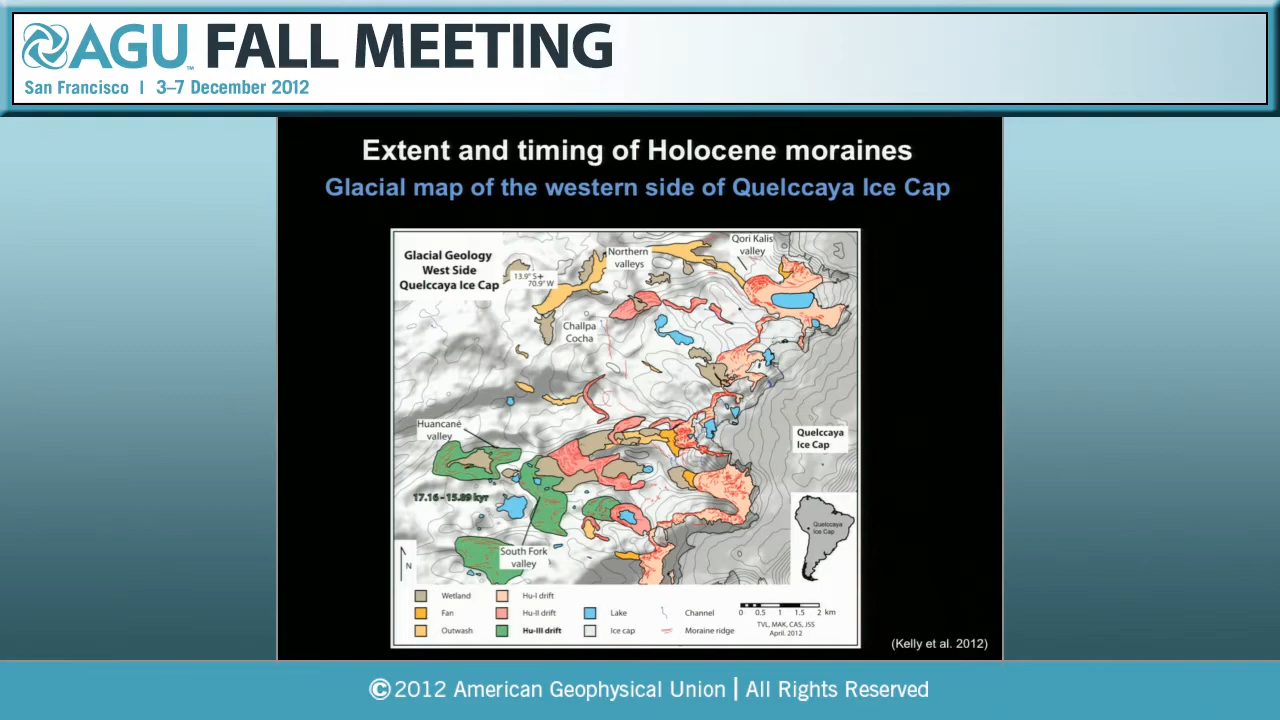 AGU FALL MEETING
San Francisco | 3–7 December 2012
Extent and timing of Holocene moraines
Glacial map of the western side of Quelccaya Ice Cap
Glacial Geology
West Side
Quelccaya Ice Cap
13.9° S+
70.9° W
Northern
valleys
Qori Kalis
valley
Challpa
Cocha
Huancané
valley
Quelccaya
Ice Cap
17.16 - 15.89 kyr
South Fork
valley
Quelccaya
Ice Cap
N
Wetland
Hu-I drift
Fan
Hu-II drift
Lake
Channel
Outwash
Hu-III drift
Ice cap
Moraine ridge
0 0.5 1 1.5 2 km
TVL, MAK, CAS, JSS
April. 2012
(Kelly et al. 2012)
©2012 American Geophysical Union | All Rights Reserved